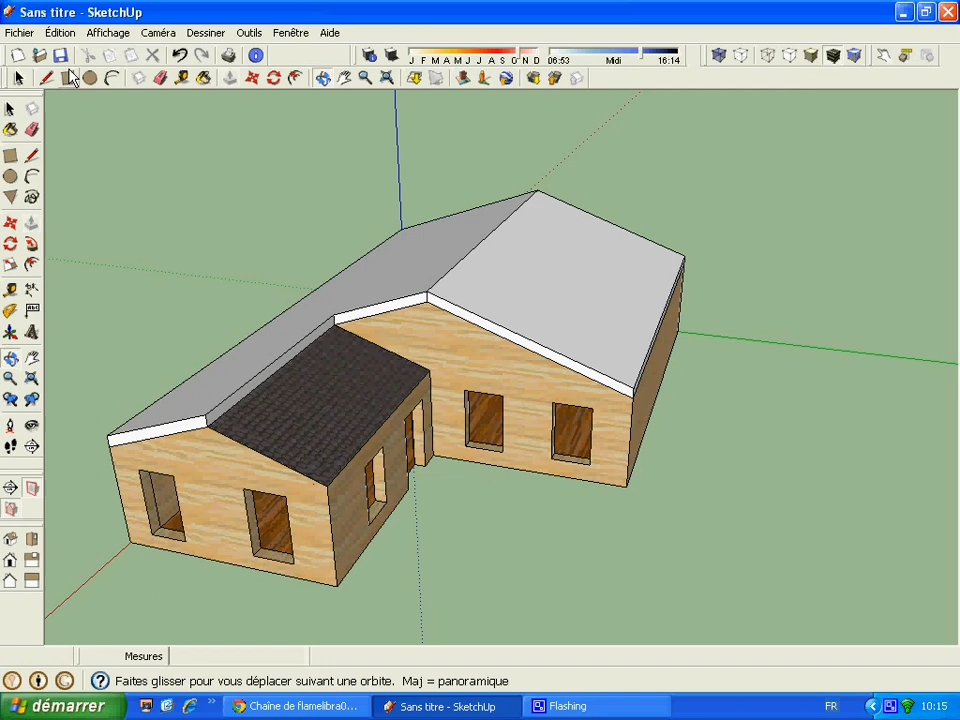 Sans titre - SketchUp
Fichier Édition Affichage Caméra Dessiner Outils Fenêtre Aide
J F M A M J J A S O N D 06:53 Midi 16:14
Mesures
Faites glisser pour vous déplacer suivant une orbite. Maj = panoramique
démarrer Chaîne de flamelibra0... Sans titre - SketchUp Flashing FR 10:15